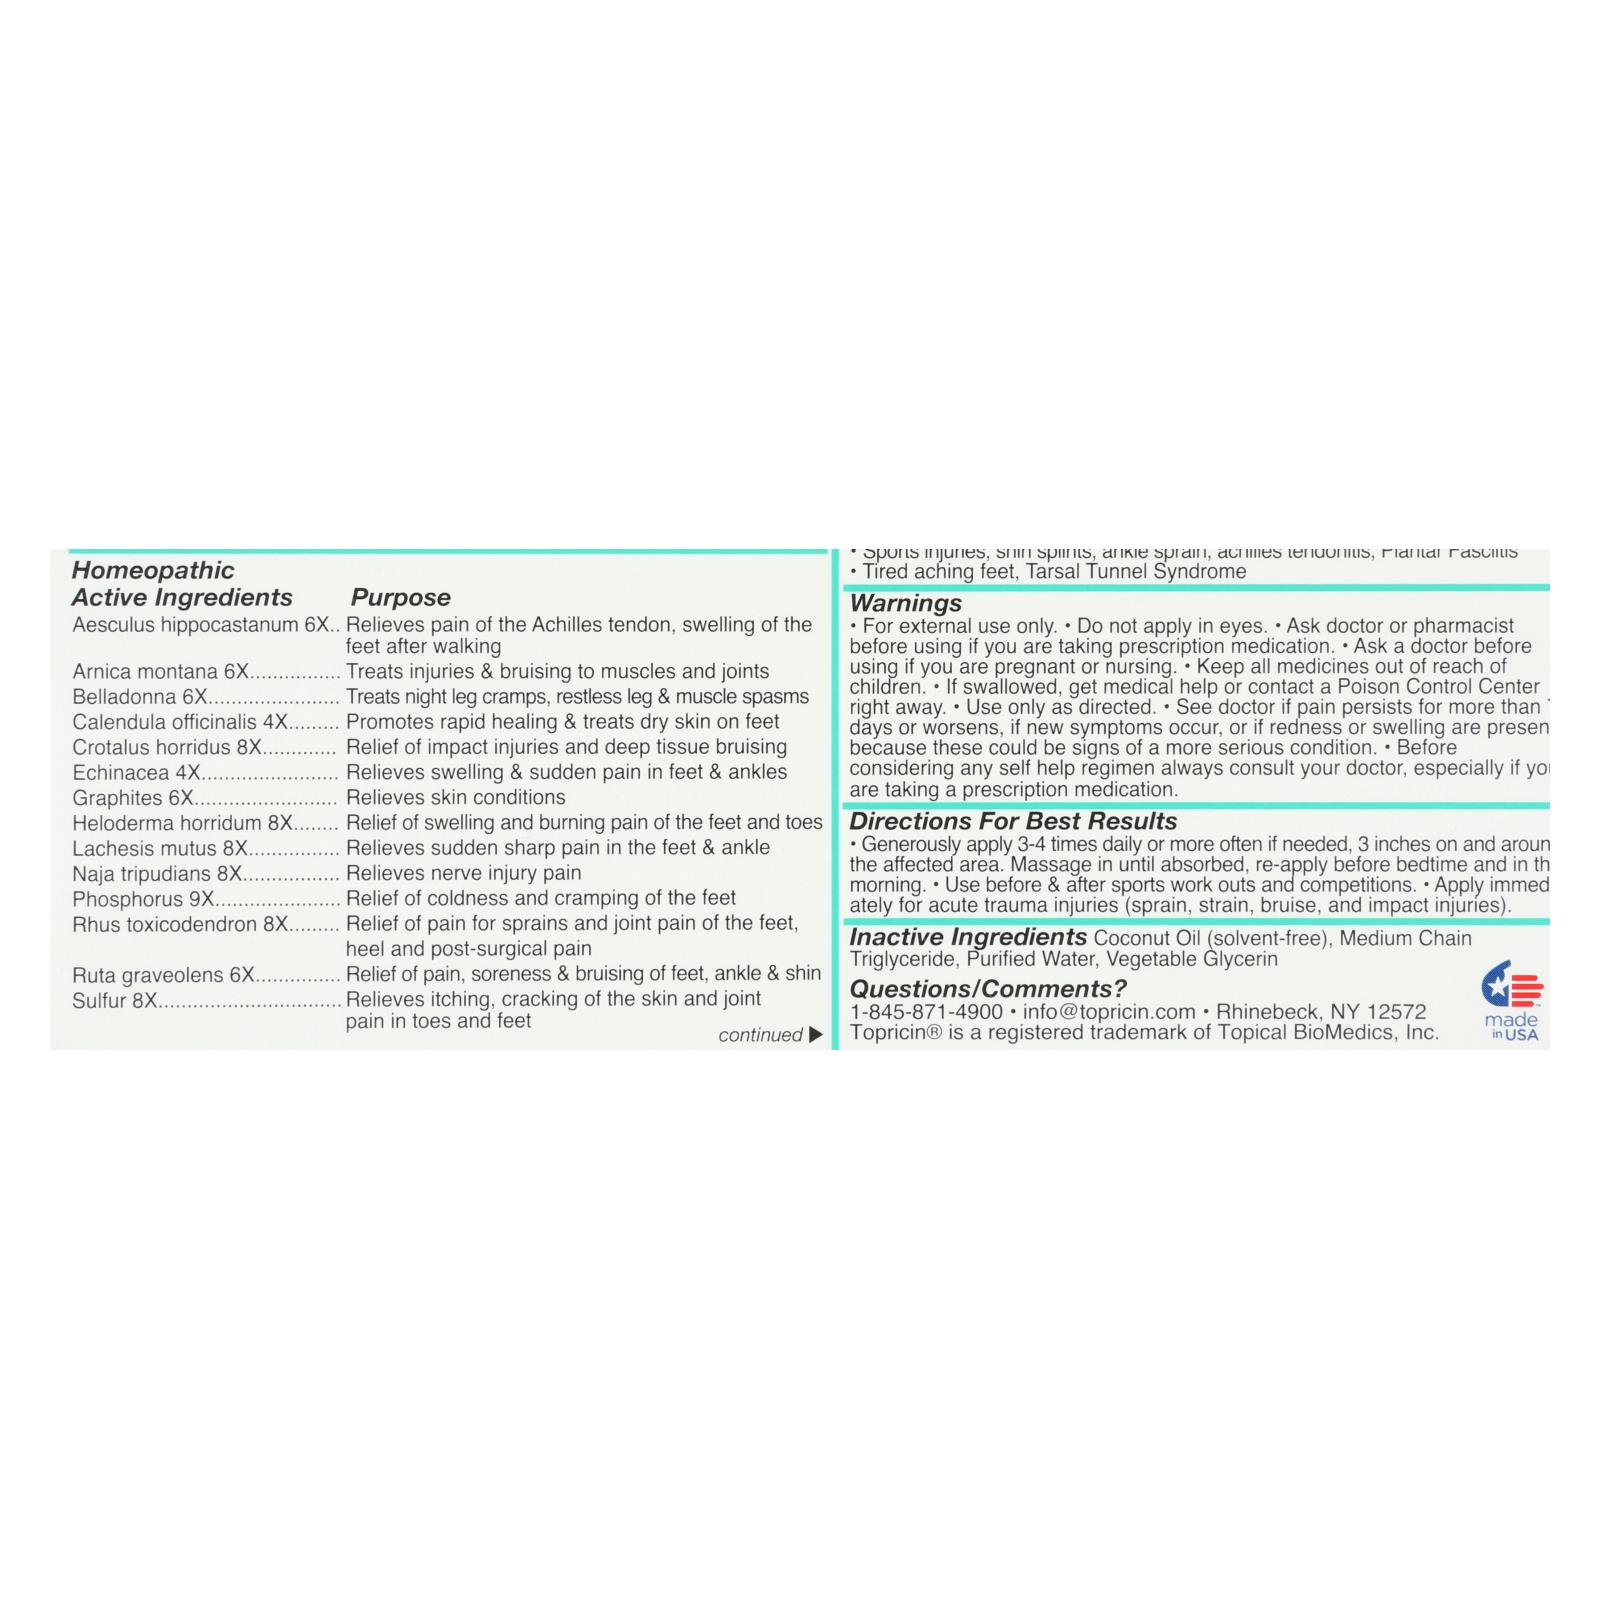 Homeopathic
Active Ingredients Purpose
Aesculus hippocastanum 6X.. Relieves pain of the Achilles tendon, swelling of the
feet after walking
Arnica montana 6X............... Treats injuries & bruising to muscles and joints
Belladonna 6X...................... Treats night leg cramps, restless leg & muscle spasms
Calendula officinalis 4X......... Promotes rapid healing & treats dry skin on feet
Crotalus horridus 8X............. Relief of impact injuries and deep tissue bruising
Echinacea 4X....................... Relieves swelling & sudden pain in feet & ankles
Graphites 6X........................ Relieves skin conditions
Heloderma horridum 8X........ Relief of swelling and burning pain of the feet and toes
Lachesis mutus 8X............... Relieves sudden sharp pain in the feet & ankle
Naja tripudians 8X................ Relieves nerve injury pain
Phosphorus 9X..................... Relief of coldness and cramping of the feet
Rhus toxicodendron 8X......... Relief of pain for sprains and joint pain of the feet,
heel and post-surgical pain
Ruta graveolens 6X.............. Relief of pain, soreness & bruising of feet, ankle & shin
Sulfur 8X............................... Relieves itching, cracking of the skin and joint
pain in toes and feet
continued ▶
• Sports injuries, shin splints, ankle sprain, achilles tendonitis, Plantar Fasciitis
• Tired aching feet, Tarsal Tunnel Syndrome
Warnings
• For external use only. • Do not apply in eyes. • Ask doctor or pharmacist
before using if you are taking prescription medication. • Ask a doctor before
using if you are pregnant or nursing. • Keep all medicines out of reach of
children. • If swallowed, get medical help or contact a Poison Control Center
right away. • Use only as directed. • See doctor if pain persists for more than
days or worsens, if new symptoms occur, or if redness or swelling are presen
because these could be signs of a more serious condition. • Before
considering any self help regimen always consult your doctor, especially if yo
are taking a prescription medication.
Directions For Best Results
• Generously apply 3-4 times daily or more often if needed, 3 inches on and aroun
the affected area. Massage in until absorbed, re-apply before bedtime and in th
morning. • Use before & after sports work outs and competitions. • Apply immed
ately for acute trauma injuries (sprain, strain, bruise, and impact injuries).
Inactive Ingredients Coconut Oil (solvent-free), Medium Chain
Triglyceride, Purified Water, Vegetable Glycerin
Questions/Comments?
1-845-871-4900 • info@topricin.com • Rhinebeck, NY 12572
Topricin® is a registered trademark of Topical BioMedics, Inc.
made
in USA